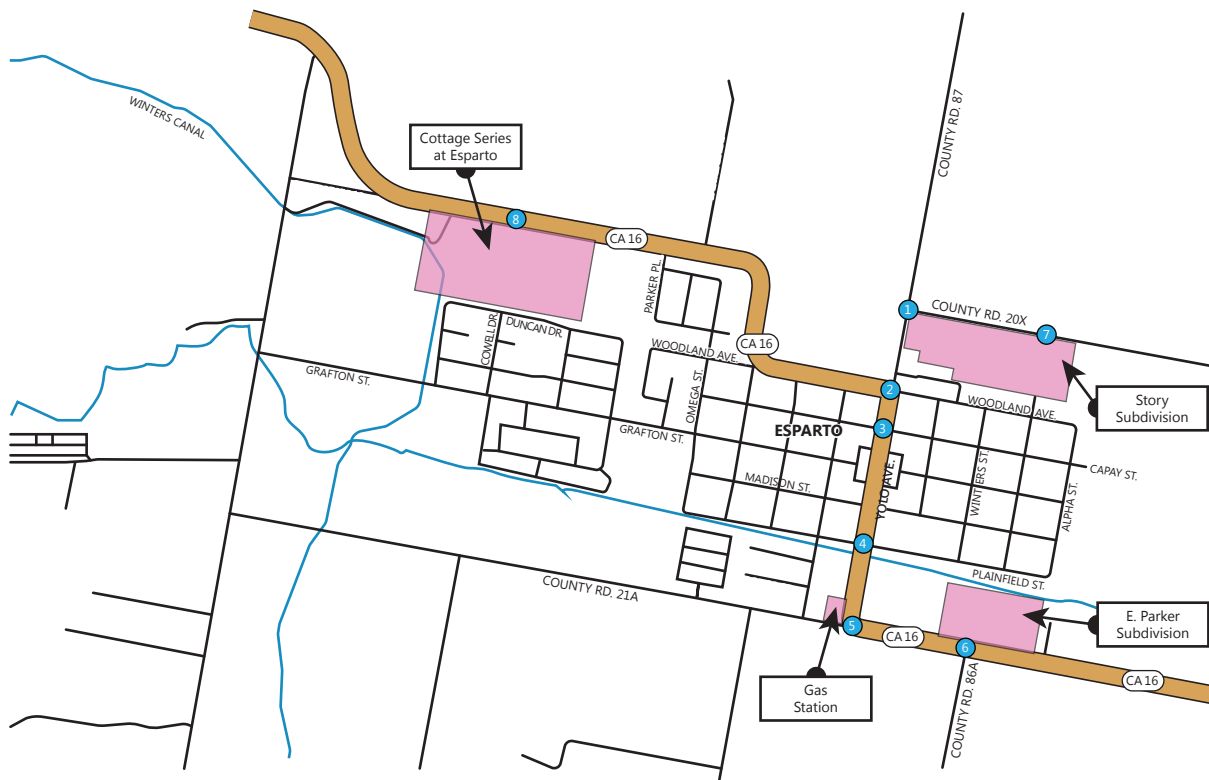 WINTERS CANAL
Cottage Series
at Esparto
COUNTY RD. 87
8
CA 16
PARKER PL.
1
COUNTY RD. 20X
7
CA 16
COWELL DR.
DUNCAN DR.
WOODLAND AVE.
GRAFTON ST.
OMEGA ST.
2
WOODLAND AVE.
Story
Subdivision
GRAFTON ST.
ESPARTO
3
CAPAY ST.
MADISON ST.
YOLO AVE.
WINTERS ST.
ALPHA ST.
4
PLAINFIELD ST.
COUNTY RD. 21A
E. Parker
Subdivision
5
CA 16
6
CA 16
Gas
Station
COUNTY RD. 86A